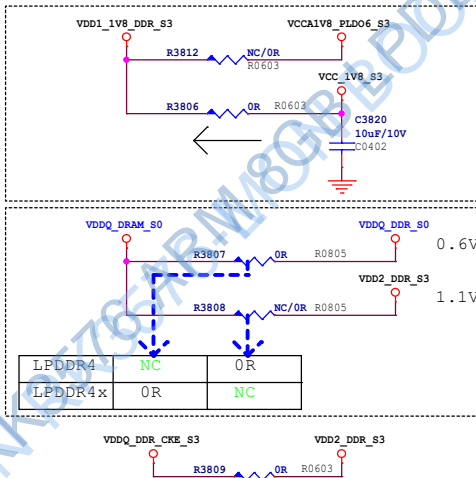 VDD1_1V8_DDR_S3 VCCA1V8_PLDO6_S3
R3812 NC/0R
R0603
VCC_1V8_S3
R3806 0R R0603
C3820
10uF/10V
C0402
VDDQ_DRAM_S0 VDDQ_DDR_S0
0.6V
R3807 0R R0805
VDD2_DDR_S3
1.1V
R3808 NC/0R R0805
LPDDR4 NC 0R
LPDDR4x 0R NC
VDDQ_DDR_CKE_S3 VDD2_DDR_S3
R3809 0R R0603